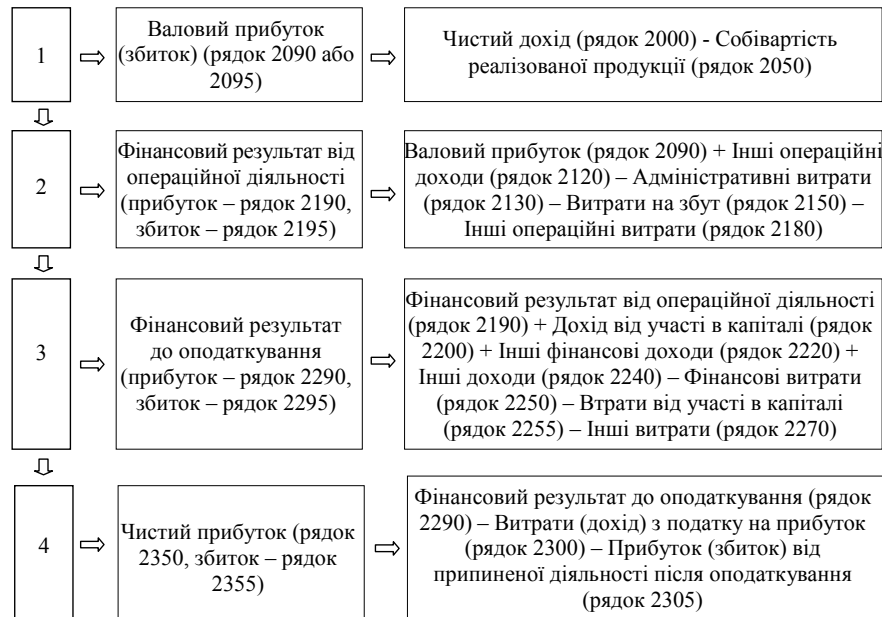 1
Валовий прибуток
(збиток) (рядок 2090 або
2095)
Чистий дохід (рядок 2000) - Собівартість
реалізованої продукції (рядок 2050)
2
Фінансовий результат від
операційної діяльності
(прибуток – рядок 2190,
збиток – рядок 2195)
Валовий прибуток (рядок 2090) + Інші операційні
доходи (рядок 2120) – Адміністративні витрати
(рядок 2130) – Витрати на збут (рядок 2150) –
Інші операційні витрати (рядок 2180)
3
Фінансовий результат
до оподаткування
(прибуток – рядок 2290,
збиток – рядок 2295)
Фінансовий результат від операційної діяльності
(рядок 2190) + Дохід від участі в капіталі (рядок
2200) + Інші фінансові доходи (рядок 2220) +
Інші доходи (рядок 2240) – Фінансові витрати
(рядок 2250) – Втрати від участі в капіталі
(рядок 2255) – Інші витрати (рядок 2270)
4
Чистий прибуток (рядок
2350, збиток – рядок
2355)
Фінансовий результат до оподаткування (рядок
2290) – Витрати (дохід) з податку на прибуток
(рядок 2300) – Прибуток (збиток) від
припиненої діяльності після оподаткування
(рядок 2305)